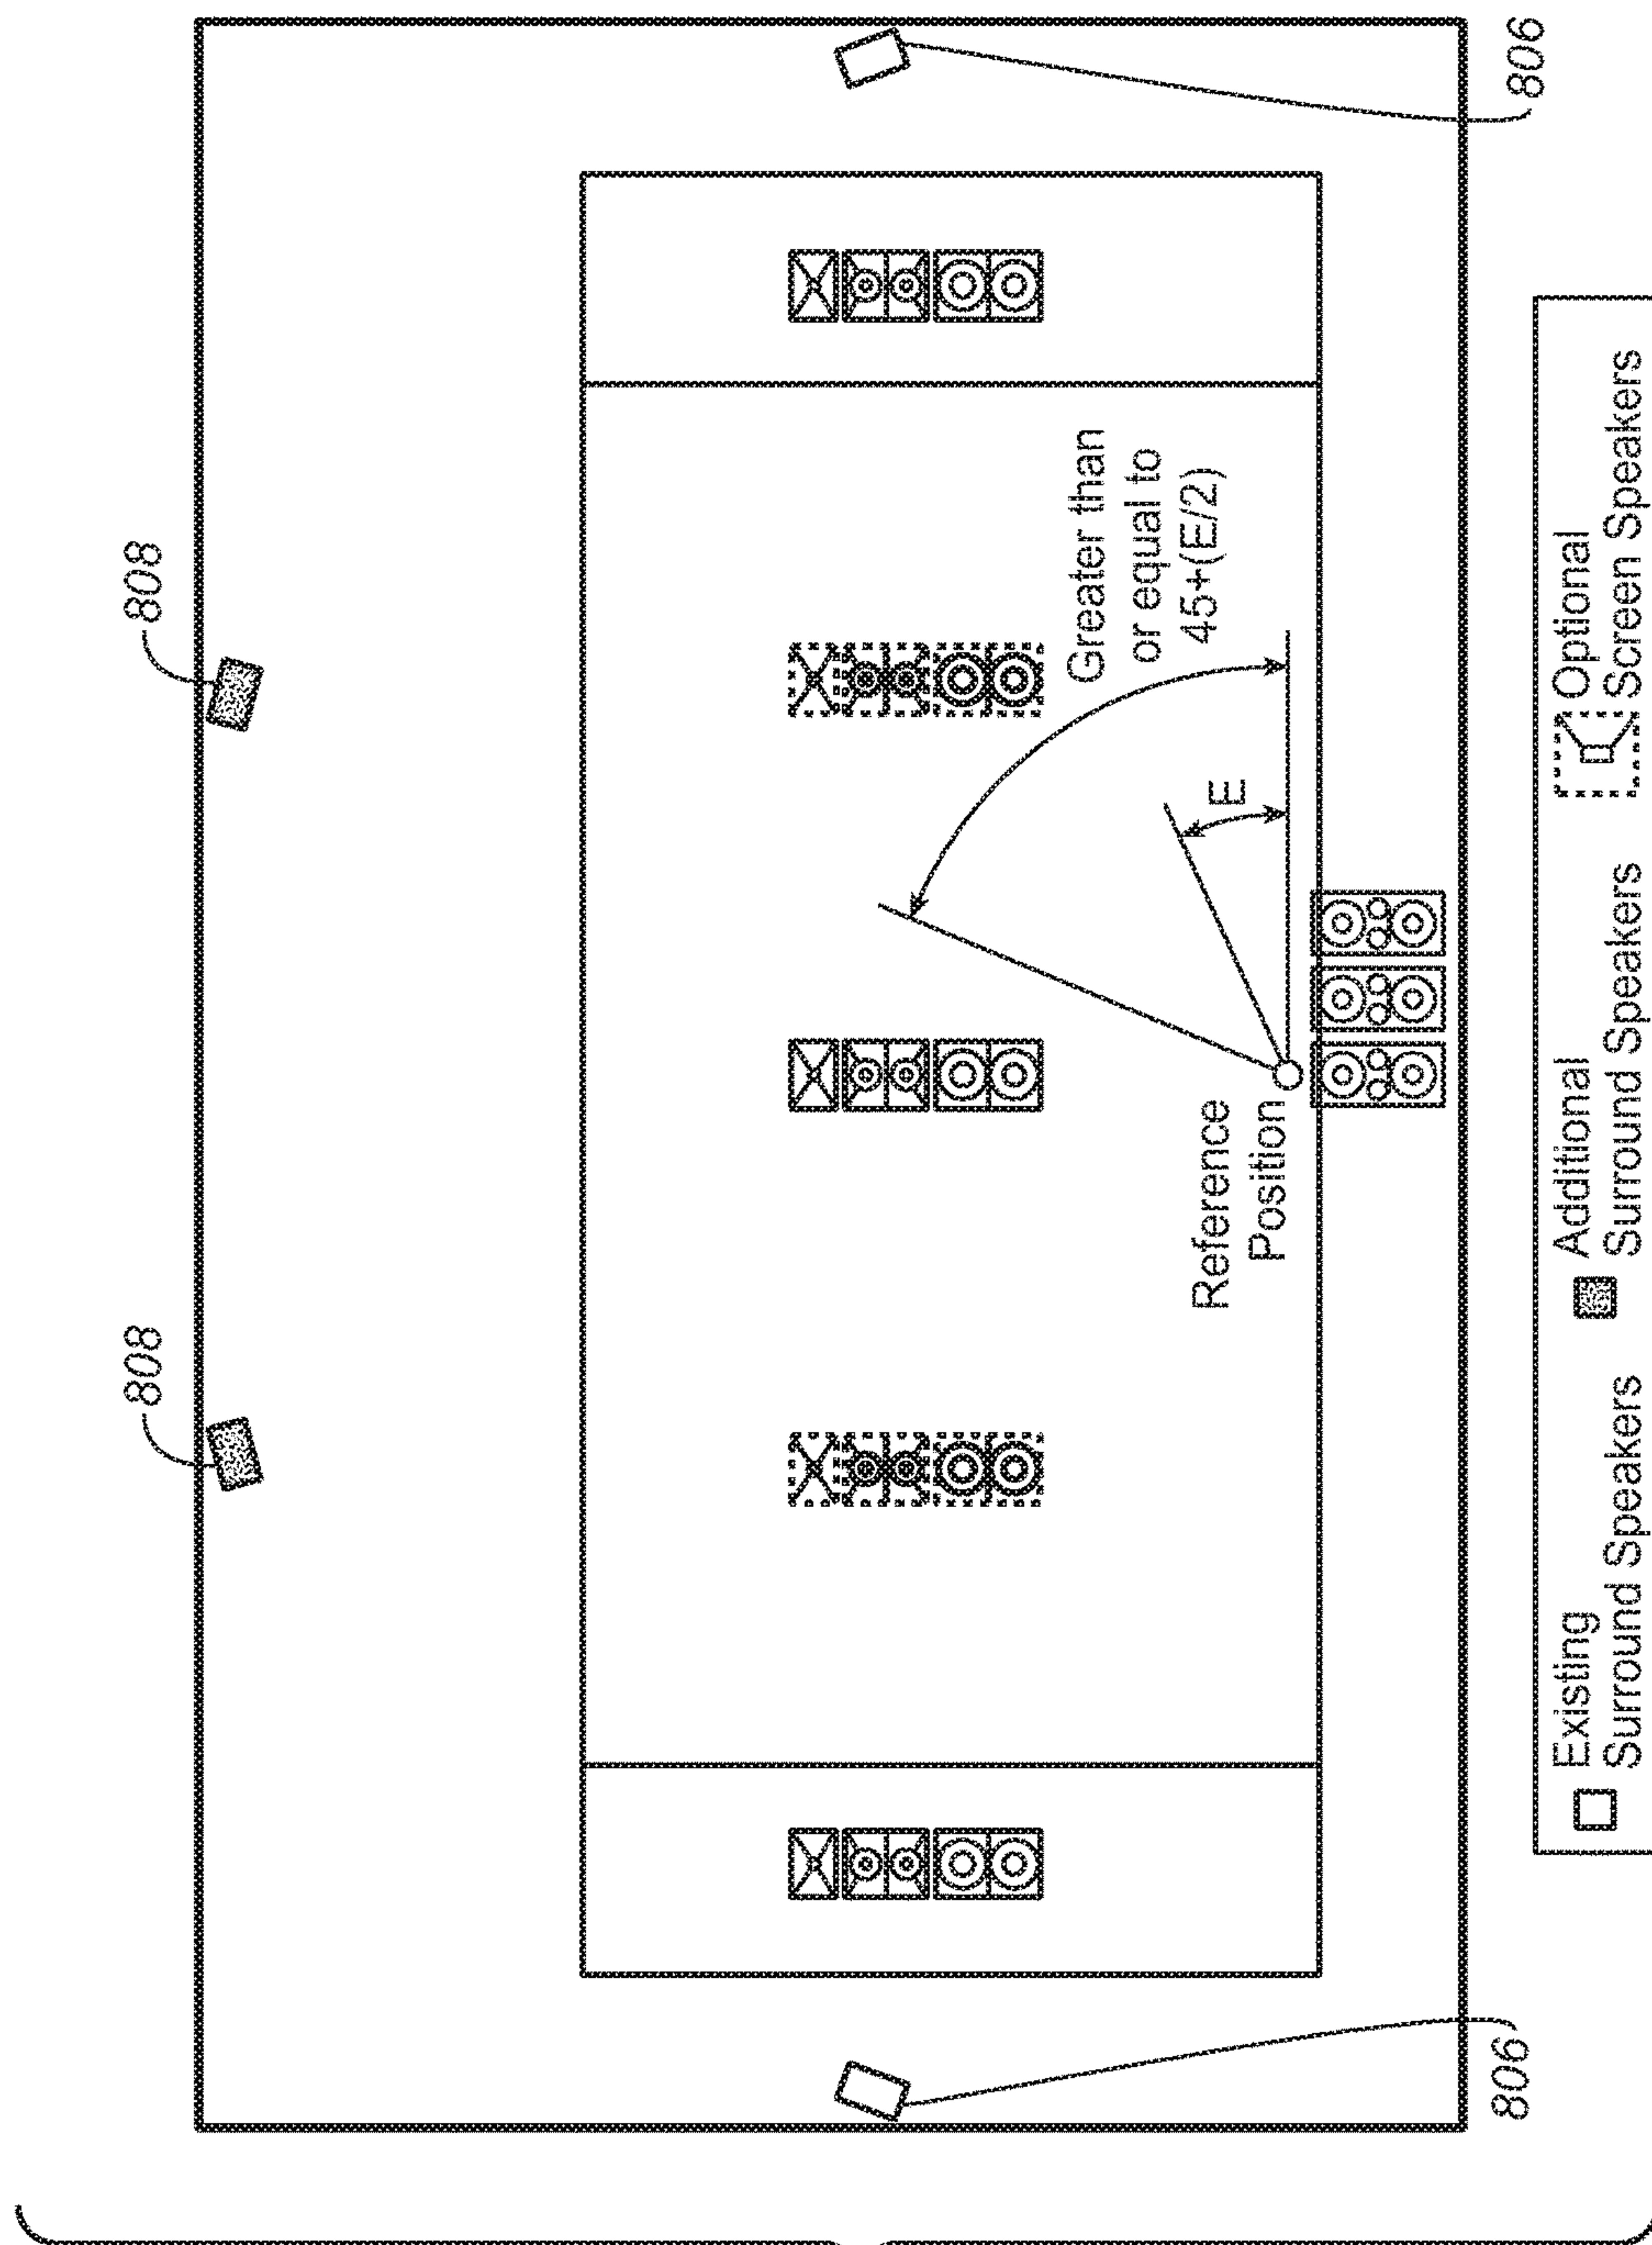 808
808
Greater than
or equal to
45+(E/2)
E
Reference
Position
806
806
Existing
Surround Speakers
Additional
Surround Speakers
Optional
Screen Speakers